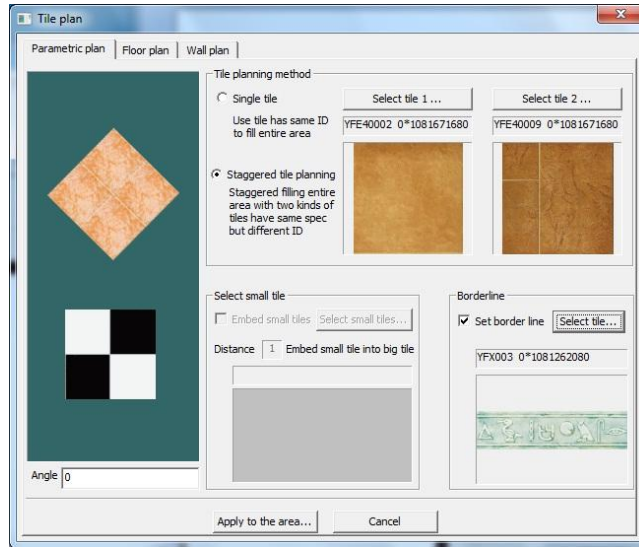 Tile plan
Parametric plan
Floor plan
Wall plan
Tile planning method
Single tile
Select tile 1 ...
Select tile 2 ...
Use tile has same ID
to fill entire area
YFE40002 0*1081671680
YFE40009 0*1081671680
Staggered tile planning
Staggered filling entire
area with two kinds of
tiles have same spec
but different ID
Select small tile
Embed small tiles
Select small tiles...
Distance 1 Embed small tile into big tile
Borderline
Set border line
Select tile...
YFX003 0*1081262080
Angle 0
Apply to the area...
Cancel